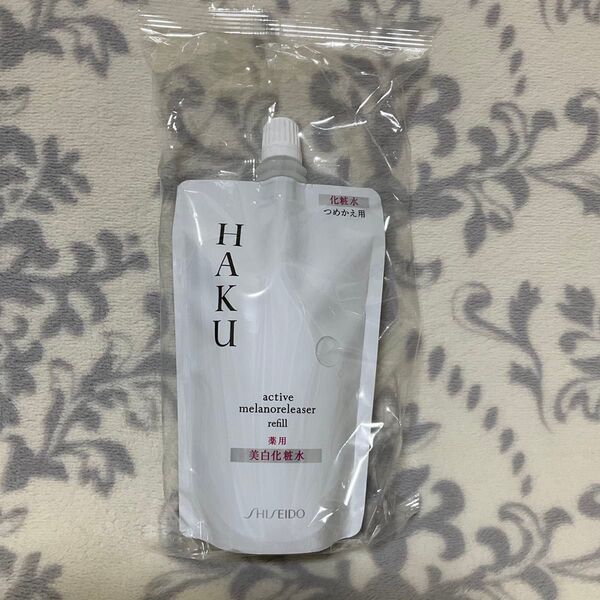 化粧水
つめかえ用
HAKU
active
melanoreleaser
refill
薬用
美白化粧水
SHISEIDO